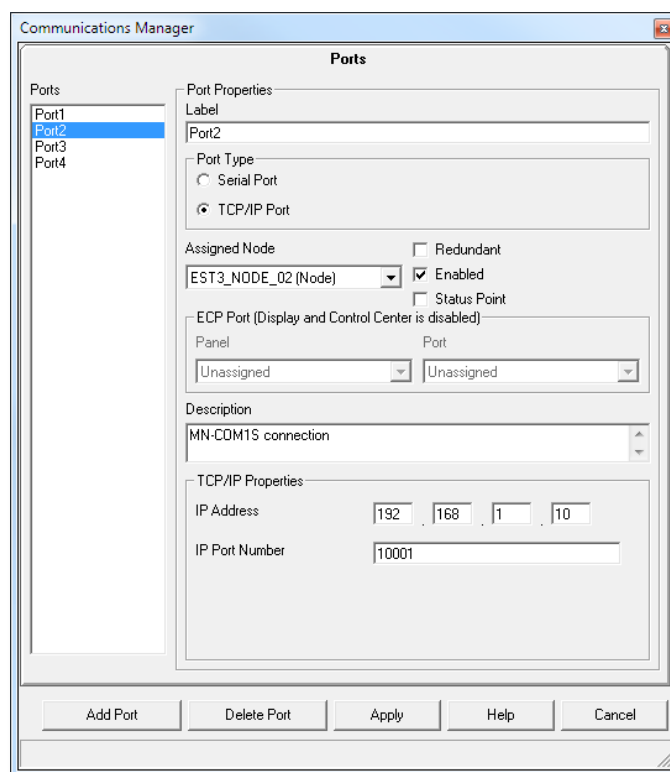 Communications Manager
Ports
Ports
Port1
Port2
Port3
Port4
Port Properties
Label
Port2
Port Type
Serial Port
TCP/IP Port
Assigned Node
EST3_NODE_02 (Node)
Redundant
Enabled
Status Point
ECP Port (Display and Control Center is disabled)
Panel Port
Unassigned Unassigned
Description
MN-COM1S connection
TCP/IP Properties
IP Address 192 . 168 . 1 . 10
IP Port Number 10001
Add Port Delete Port Apply Help Cancel